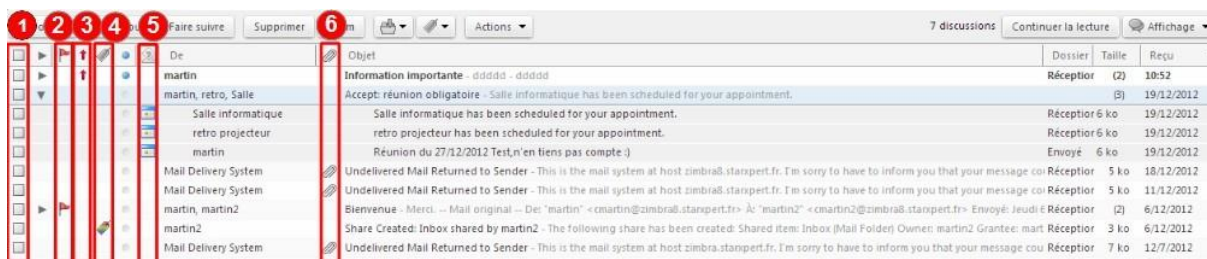 1 2 3 4 5 6
Faire suivre Supprimer Actions 7 discussions Continuer la lecture Affichage
De Objet Dossier Taille Reçu
martin Information importante - ddddd - ddddd Réception (2) 10:52
martin, retro, Salle Accept: réunion obligatoire - Salle informatique has been scheduled for your appointment. (3) 19/12/2012
Salle informatique Salle informatique has been scheduled for your appointment. Réception 6 ko 19/12/2012
retro projecteur retro projecteur has been scheduled for your appointment. Réception 6 ko 19/12/2012
martin Réunion du 27/12/2012 Test,n'en tiens pas compte :) Envoyé 6 ko 19/12/2012
Mail Delivery System Undelivered Mail Returned to Sender - This is the mail system at host zimbra8.starxpert.fr. I'm sorry to have to inform you that your message cou Réception 5 ko 18/12/2012
Mail Delivery System Undelivered Mail Returned to Sender - This is the mail system at host zimbra8.starxpert.fr. I'm sorry to have to inform you that your message cou Réception 5 ko 11/12/2012
martin, martin2 Bienvenue - Merci. -- Mail original -- De: "martin" <cmartin@zimbra8.starxpert.fr> À: "martin2" <cmartin2@zimbra8.starxpert.fr> Envoyé: Jeudi 6 Réception (2) 6/12/2012
martin2 Share Created: Inbox shared by martin2 - The following share has been created: Shared item: Inbox (Mail Folder) Owner: martin2 Grantee: mart Réception 3 ko 6/12/2012
Mail Delivery System Undelivered Mail Returned to Sender - This is the mail system at host zimbra.starxpert.fr. I'm sorry to have to inform you that your message cou Réception 7 ko 12/7/2012